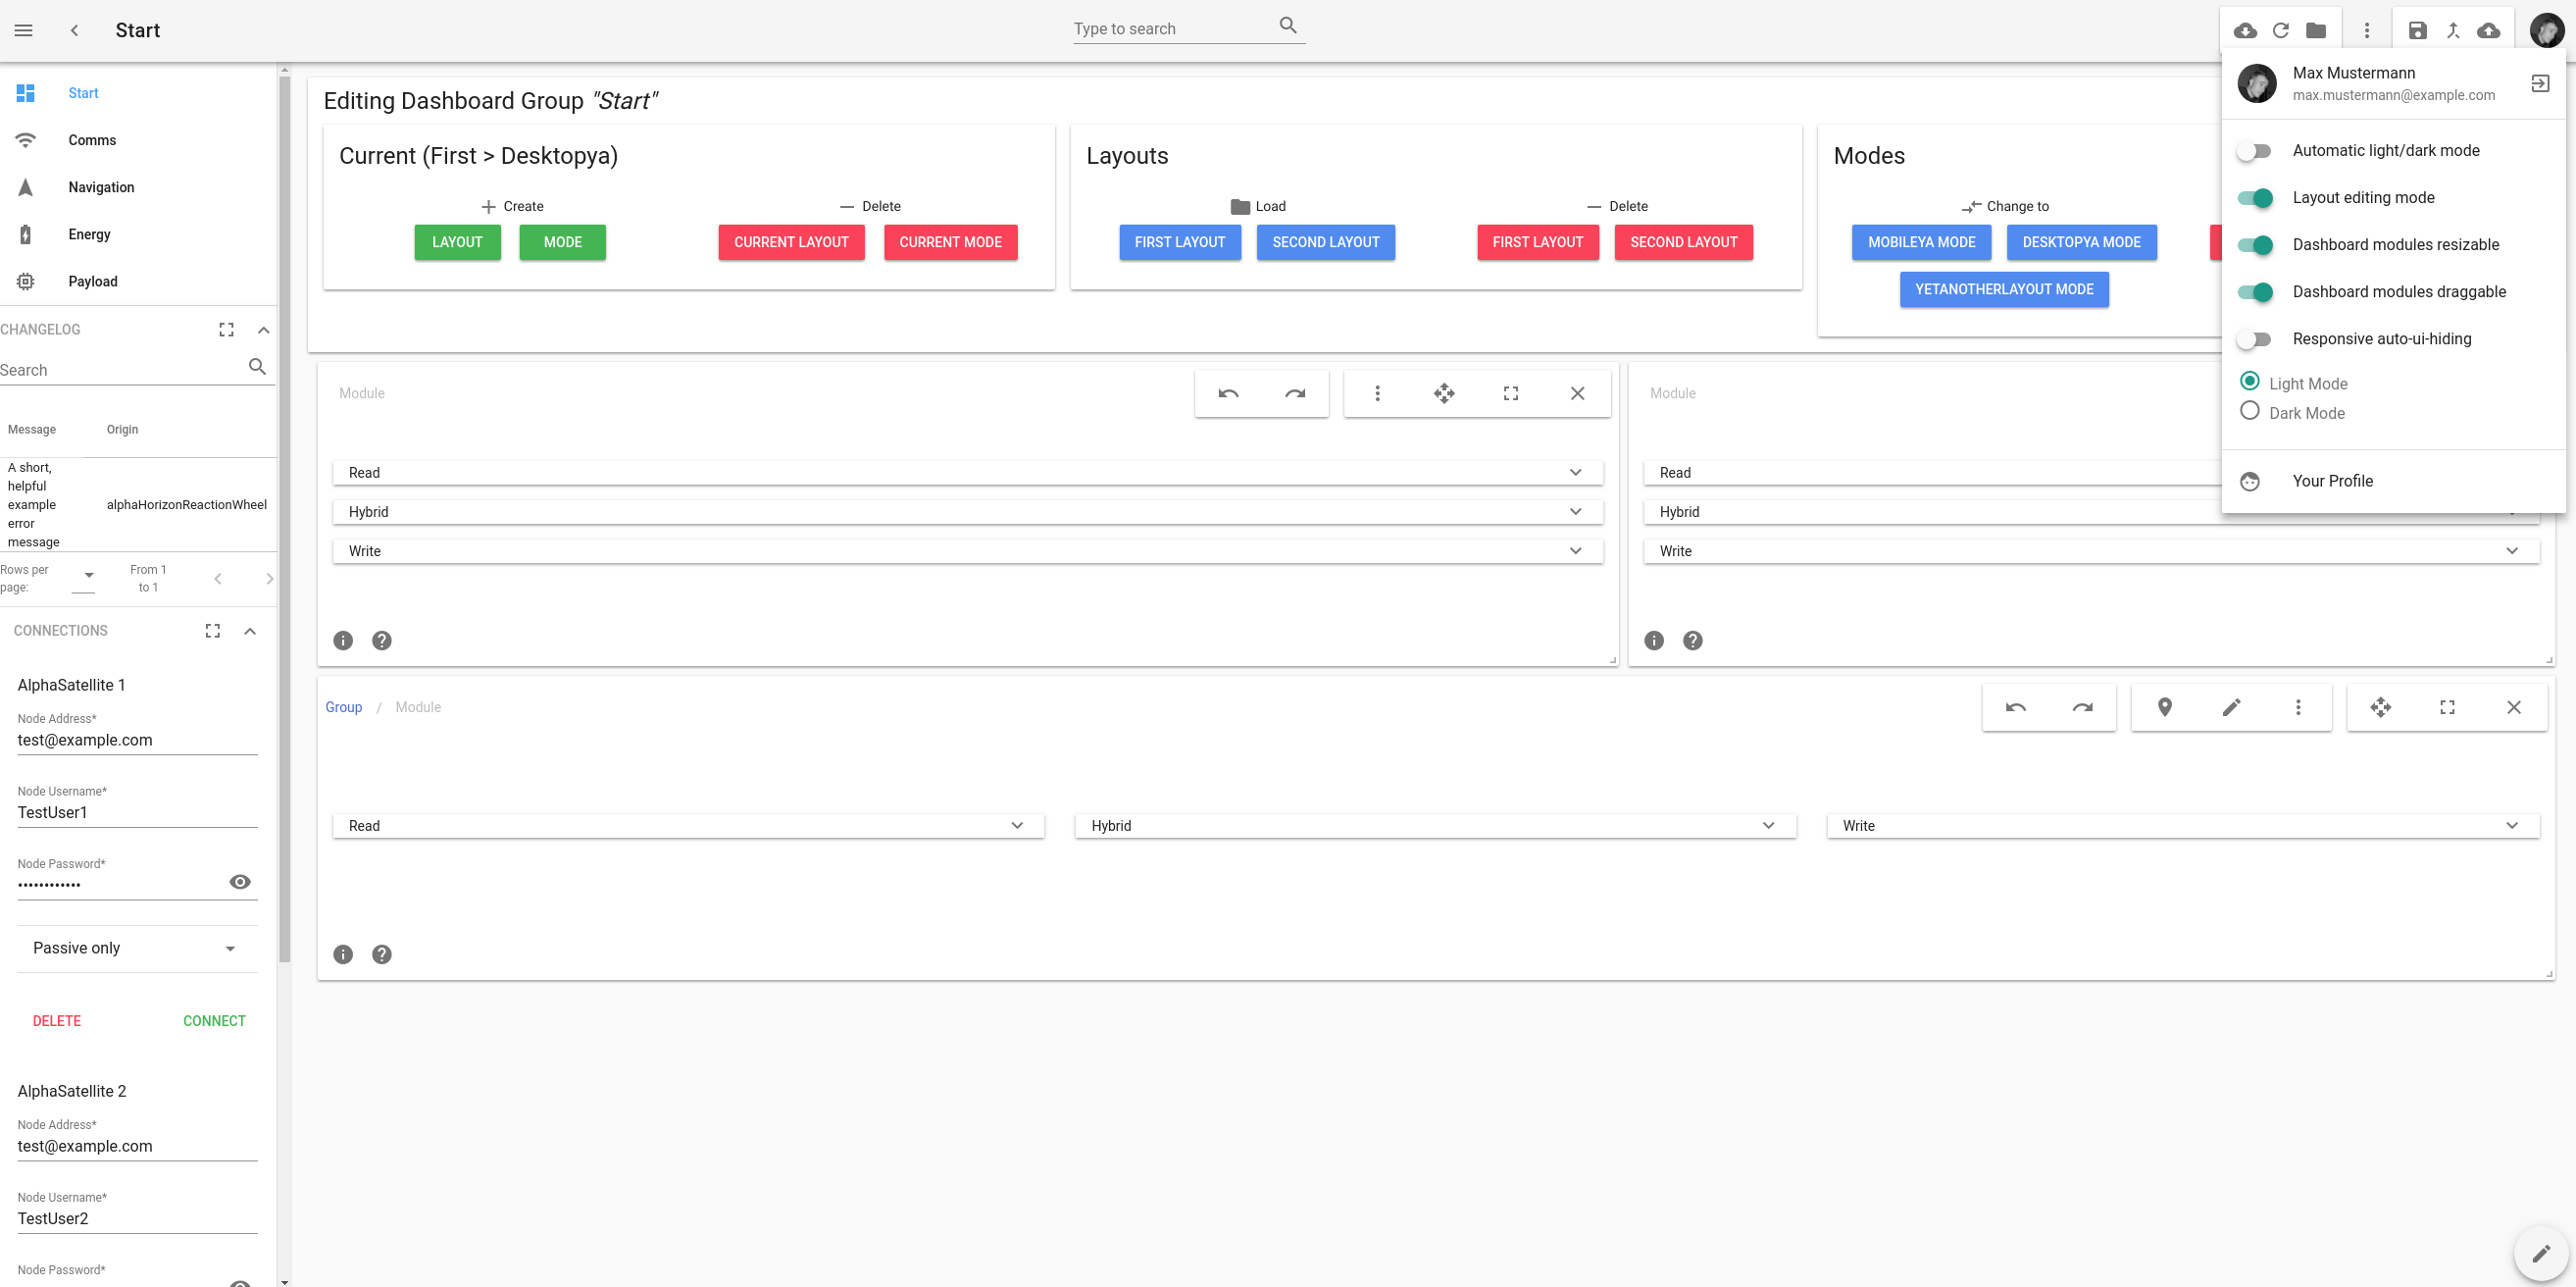 Start
Type to search
Max Mustermann
max.mustermann@example.com
Automatic light/dark mode
Layout editing mode
Dashboard modules resizable
Dashboard modules draggable
Responsive auto-ui-hiding
Light Mode
Dark Mode
Your Profile
Start
Comms
Navigation
Energy
Payload
CHANGELOG
Search
Message Origin
A short,
helpful
example
error
message
alphaHorizonReactionWheel
Rows per
page:
From 1
to 1
CONNECTIONS
AlphaSatellite 1
Node Address*
test@example.com
Node Username*
TestUser1
Node Password*
••••••••••••
Passive only
DELETE CONNECT
AlphaSatellite 2
Node Address*
test@example.com
Node Username*
TestUser2
Node Password*
Editing Dashboard Group "Start"
Current (First > Desktopya)
Create Delete
LAYOUT MODE CURRENT LAYOUT CURRENT MODE
Layouts
Load Delete
FIRST LAYOUT SECOND LAYOUT FIRST LAYOUT SECOND LAYOUT
Modes
Change to
MOBILEYA MODE DESKTOPYA MODE
YETANOTHERLAYOUT MODE
Module
Read
Hybrid
Write
Module
Read
Hybrid
Write
Group / Module
Read Hybrid Write